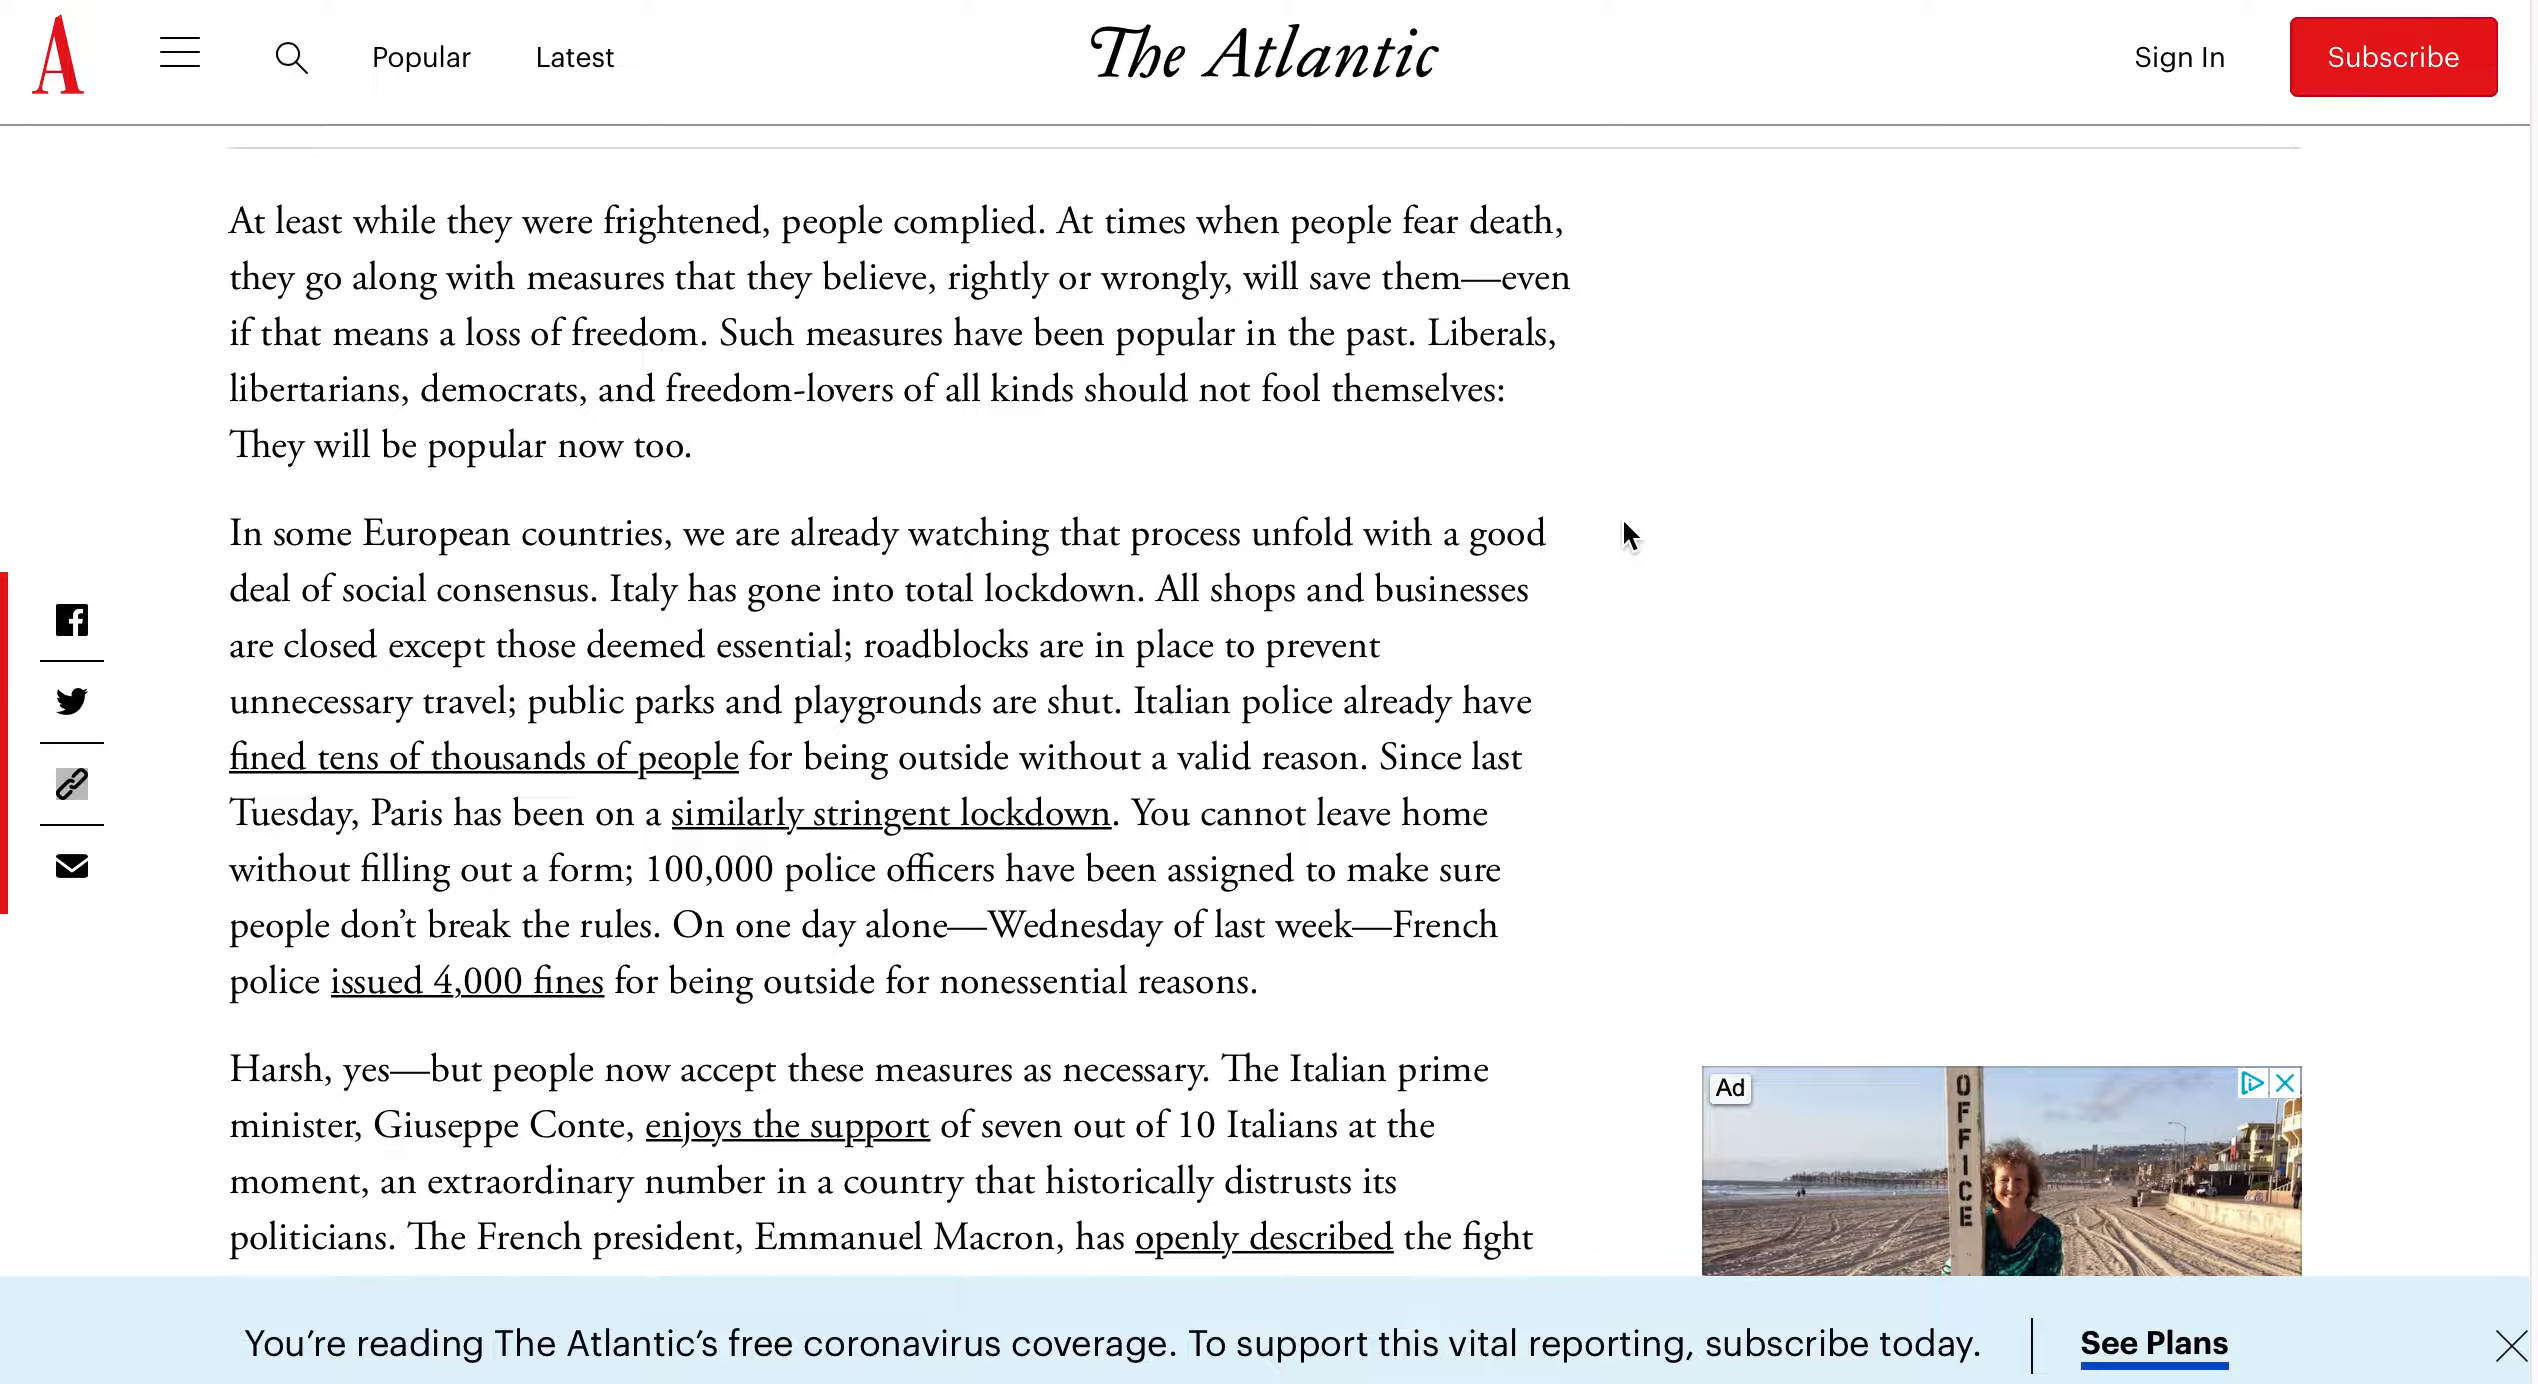 A
Popular
Latest
The Atlantic
Sign In
Subscribe
At least while they were frightened, people complied. At times when people fear death,
they go along with measures that they believe, rightly or wrongly, will save them—even
if that means a loss of freedom. Such measures have been popular in the past. Liberals,
libertarians, democrats, and freedom-lovers of all kinds should not fool themselves:
They will be popular now too.
In some European countries, we are already watching that process unfold with a good
deal of social consensus. Italy has gone into total lockdown. All shops and businesses
are closed except those deemed essential; roadblocks are in place to prevent
unnecessary travel; public parks and playgrounds are shut. Italian police already have
fined tens of thousands of people for being outside without a valid reason. Since last
Tuesday, Paris has been on a similarly stringent lockdown. You cannot leave home
without filling out a form; 100,000 police officers have been assigned to make sure
people don’t break the rules. On one day alone—Wednesday of last week—French
police issued 4,000 fines for being outside for nonessential reasons.
Harsh, yes—but people now accept these measures as necessary. The Italian prime
minister, Giuseppe Conte, enjoys the support of seven out of 10 Italians at the
moment, an extraordinary number in a country that historically distrusts its
politicians. The French president, Emmanuel Macron, has openly described the fight
Ad
OFFICE
You’re reading The Atlantic’s free coronavirus coverage. To support this vital reporting, subscribe today.
See Plans